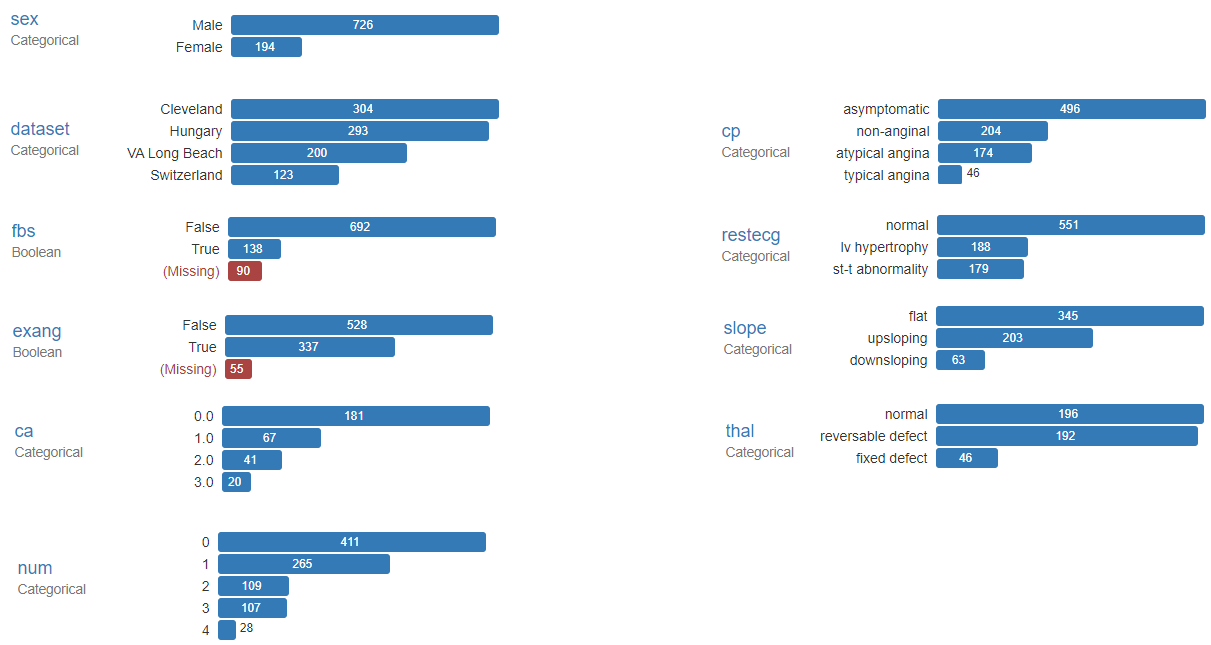 sex
Categorical
Male 726
Female 194
dataset
Categorical
Cleveland 304
Hungary 293
VA Long Beach 200
Switzerland 123
cp
Categorical
asymptomatic 496
non-anginal 204
atypical angina 174
typical angina 46
fbs
Boolean
False 692
True 138
(Missing) 90
restecg
Categorical
normal 551
lv hypertrophy 188
st-t abnormality 179
exang
Boolean
False 528
True 337
(Missing) 55
slope
Categorical
flat 345
upsloping 203
downsloping 63
ca
Categorical
0.0 181
1.0 67
2.0 41
3.0 20
thal
Categorical
normal 196
reversable defect 192
fixed defect 46
num
Categorical
0 411
1 265
2 109
3 107
4 28